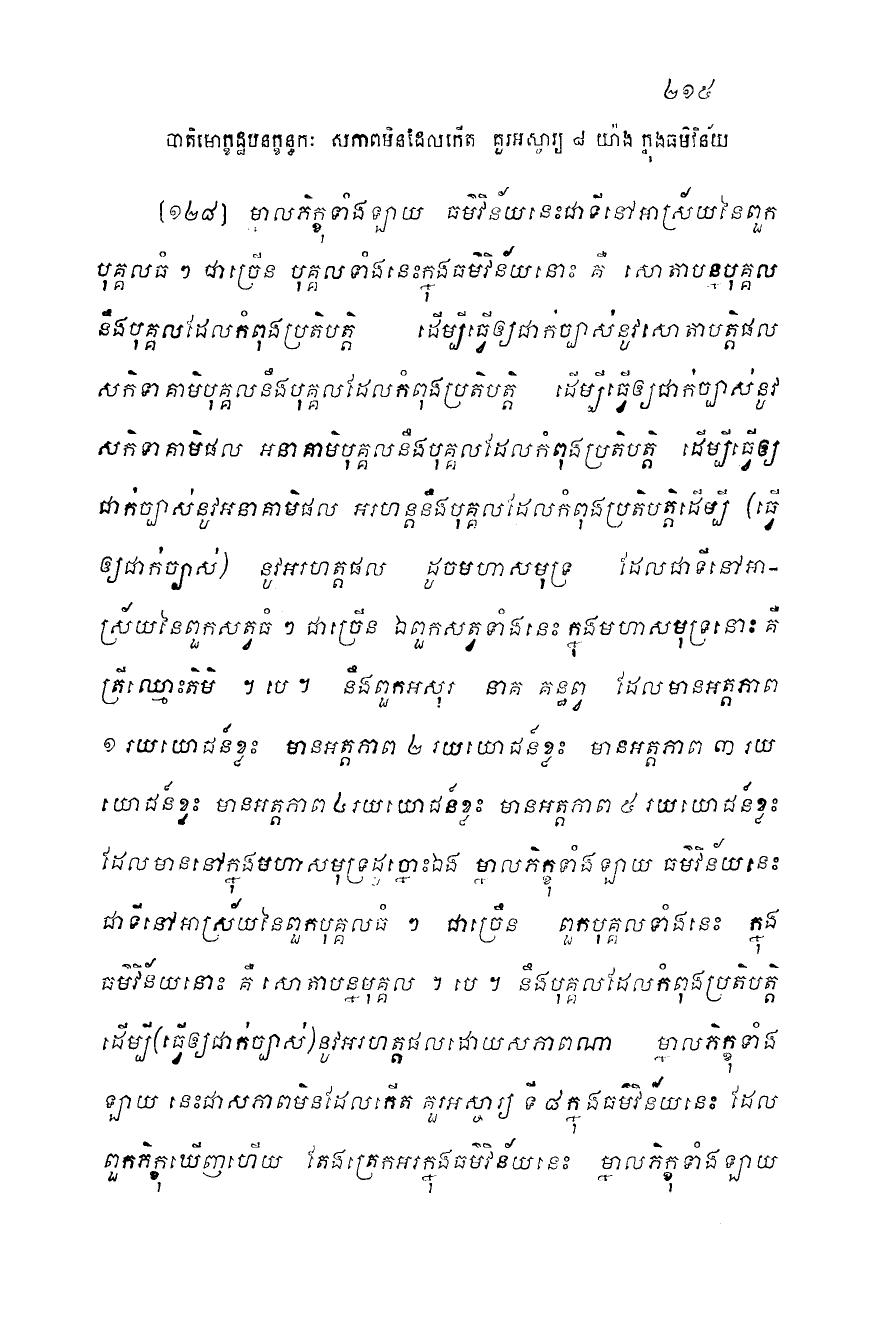 ២១៥
បាតិមោក្ខដ្ឋបនក្ខន្ធកៈ សភាពមិនដែលកើត គួរអស្ចារ្យ ៨ យ៉ាង ក្នុងធម៌វិន័យ
(១២៨) ម្នាលភិក្ខុទាំងឡាយ ធម៌វិន័យនេះជាទីនៅអាស្រ័យនៃពួក
បុគ្គលធំ ៗ ជាច្រើន បុគ្គលទាំងនេះក្នុងធម៌វិន័យនោះ គឺ សោតាបន្នបុគ្គល
នឹងបុគ្គលដែលកំពុងប្រតិបត្តិ ដើម្បីធ្វើឲ្យជាក់ច្បាស់នូវសោតាបត្តិផល
សកិទាគាមិបុគ្គលនឹងបុគ្គលដែលកំពុងប្រតិបត្តិ ដើម្បីធ្វើឲ្យជាក់ច្បាស់នូវ
សកិទាគាមិផល អនាគាមិបុគ្គលនឹងបុគ្គលដែលកំពុងប្រតិបត្តិ ដើម្បីធ្វើឲ្យ
ជាក់ច្បាស់នូវអនាគាមិផល អរហន្តនឹងបុគ្គលដែលកំពុងប្រតិបត្តិដើម្បី (ធ្វើ
ឲ្យជាក់ច្បាស់) នូវអរហត្តផល ដូចមហាសមុទ្រ ដែលជាទីនៅអា-
ស្រ័យនៃពួកសត្វធំ ៗ ជាច្រើន ឯពួកសត្វទាំងនេះ ក្នុងមហាសមុទ្រនោះ គឺ
ត្រីឈ្មោះតិមិ ។ បេ ។ នឹងពួកអសុរ នាគ គន្ធព្វ ដែលមានអត្តភាព
១ រយយោជន៍ខ្លះ មានអត្តភាព ២ រយយោជន៍ខ្លះ មានអត្តភាព ៣ រយ
យោជន៍ខ្លះ មានអត្តភាព ៤ រយយោជន៍ខ្លះ មានអត្តភាព ៥ រយយោជន៍ខ្លះ
ដែលមាននៅក្នុងមហាសមុទ្រដូច្នោះឯង ម្នាលភិក្ខុទាំងឡាយ ធម៌វិន័យនេះ
ជាទីនៅអាស្រ័យនៃពួកបុគ្គលធំ ៗ ជាច្រើន ពួកបុគ្គលទាំងនេះ ក្នុង
ធម៌វិន័យនោះ គឺ សោតាបន្នបុគ្គល ។ បេ ។ នឹងបុគ្គលដែលកំពុងប្រតិបត្តិ
ដើម្បី(ធ្វើឲ្យជាក់ច្បាស់)នូវអរហត្តផលដោយសភាពណា ម្នាលភិក្ខុទាំង
ឡាយ នេះជាសភាពមិនដែលកើត គួរអស្ចារ្យ ទី ៨ ក្នុងធម៌វិន័យនេះ ដែល
ពួកភិក្ខុឃើញហើយ តែងត្រេកអរក្នុងធម៌វិន័យនេះ ម្នាលភិក្ខុទាំងឡាយ